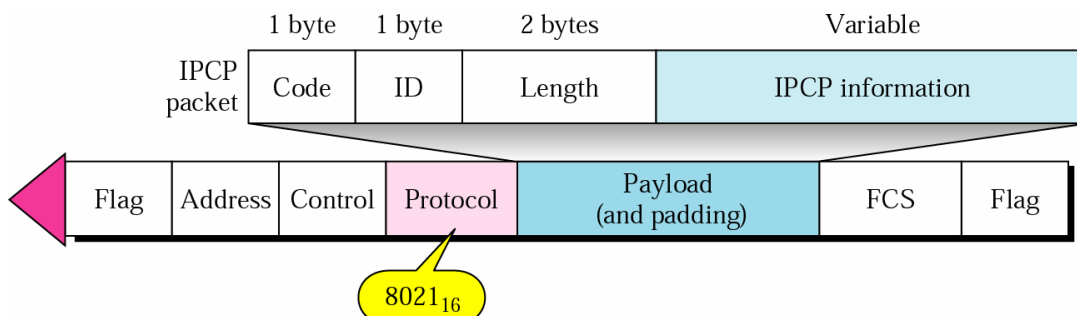 1 byte 1 byte 2 bytes Variable
IPCP packet
Code ID Length IPCP information
Flag Address Control Protocol Payload (and padding) FCS Flag
8021₁₆